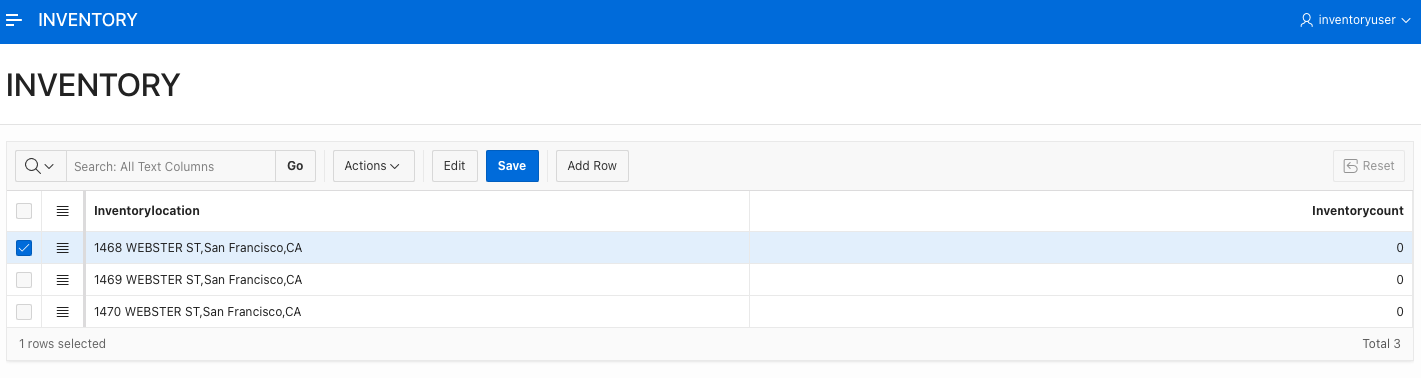 INVENTORY
inventoryuser
INVENTORY
Search: All Text Columns Go Actions Edit Save Add Row Reset
Inventorylocation Inventorycount
1468 WEBSTER ST,San Francisco,CA 0
1469 WEBSTER ST,San Francisco,CA 0
1470 WEBSTER ST,San Francisco,CA 0
1 rows selected Total 3